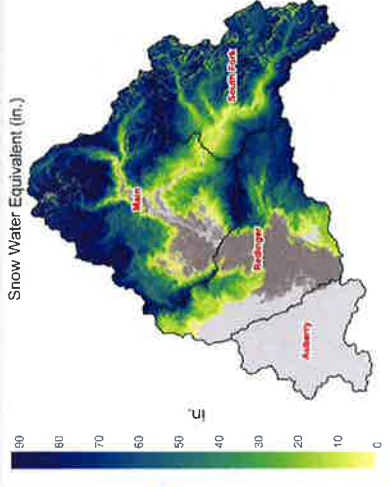 Snow Water Equivalent (in.)
South Fork
Main
Redinger
Auberry
in.
90
80
70
60
50
40
30
20
10
0